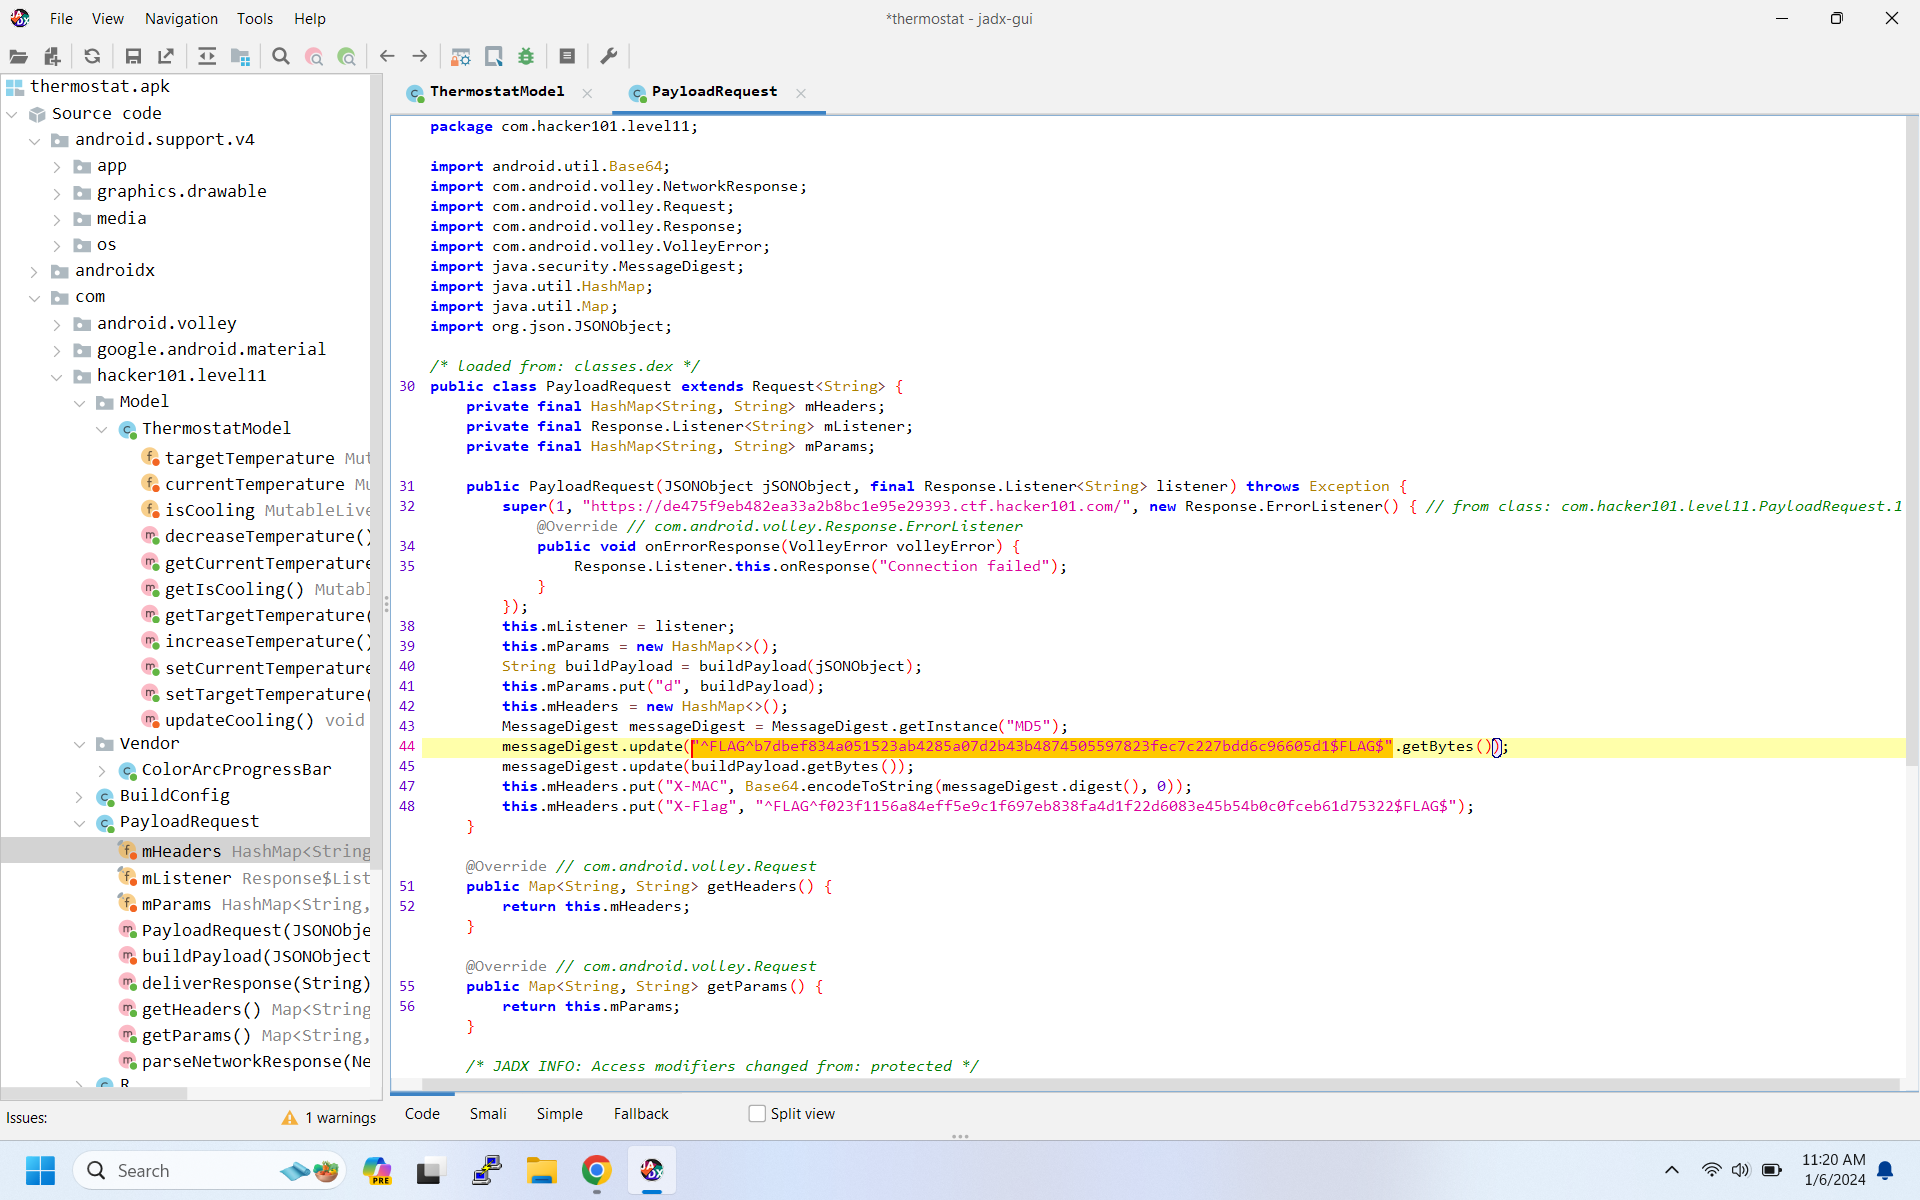 File View Navigation Tools Help
*thermostat - jadx-gui
thermostat.apk
Source code
android.support.v4
app
graphics.drawable
media
os
androidx
com
android.volley
google.android.material
hacker101.level11
Model
ThermostatModel
targetTemperature Mut
currentTemperature Mu
isCooling MutableLive
decreaseTemperature()
getCurrentTemperature
getIsCooling() Mutabl
getTargetTemperature(
increaseTemperature()
setCurrentTemperature
setTargetTemperature(
updateCooling() void
Vendor
ColorArcProgressBar
BuildConfig
PayloadRequest
mHeaders HashMap<String
mListener Response$List
mParams HashMap<String,
PayloadRequest(JSONObje
buildPayload(JSONObject
deliverResponse(String)
getHeaders() Map<String
getParams() Map<String,
parseNetworkResponse(Ne
R
Issues: 1 warnings
ThermostatModel PayloadRequest
package com.hacker101.level11;
import android.util.Base64;
import com.android.volley.NetworkResponse;
import com.android.volley.Request;
import com.android.volley.Response;
import com.android.volley.VolleyError;
import java.security.MessageDigest;
import java.util.HashMap;
import java.util.Map;
import org.json.JSONObject;
/* loaded from: classes.dex */
30 public class PayloadRequest extends Request<String> {
private final HashMap<String, String> mHeaders;
private final Response.Listener<String> mListener;
private final HashMap<String, String> mParams;
31 public PayloadRequest(JSONObject jSONObject, final Response.Listener<String> listener) throws Exception {
32 super(1, "https://de475f9eb482ea33a2b8bc1e95e29393.ctf.hacker101.com/", new Response.ErrorListener() { // from class: com.hacker101.level11.PayloadRequest.1
@Override // com.android.volley.Response.ErrorListener
34 public void onErrorResponse(VolleyError volleyError) {
35 Response.Listener.this.onResponse("Connection failed");
}
});
38 this.mListener = listener;
39 this.mParams = new HashMap<>();
40 String buildPayload = buildPayload(jSONObject);
41 this.mParams.put("d", buildPayload);
42 this.mHeaders = new HashMap<>();
43 MessageDigest messageDigest = MessageDigest.getInstance("MD5");
44 messageDigest.update("^FLAG^b7dbef834a051523ab4285a07d2b43b4874505597823fec7c227bdd6c96605d1$FLAG$".getBytes());
45 messageDigest.update(buildPayload.getBytes());
47 this.mHeaders.put("X-MAC", Base64.encodeToString(messageDigest.digest(), 0));
48 this.mHeaders.put("X-Flag", "^FLAG^f023f1156a84eff5e9c1f697eb838fa4d1f22d6083e45b54b0c0fceb61d75322$FLAG$");
}
@Override // com.android.volley.Request
51 public Map<String, String> getHeaders() {
52 return this.mHeaders;
}
@Override // com.android.volley.Request
55 public Map<String, String> getParams() {
56 return this.mParams;
}
/* JADX INFO: Access modifiers changed from: protected */
Code Smali Simple Fallback Split view
Search
PRE
11:20 AM
1/6/2024